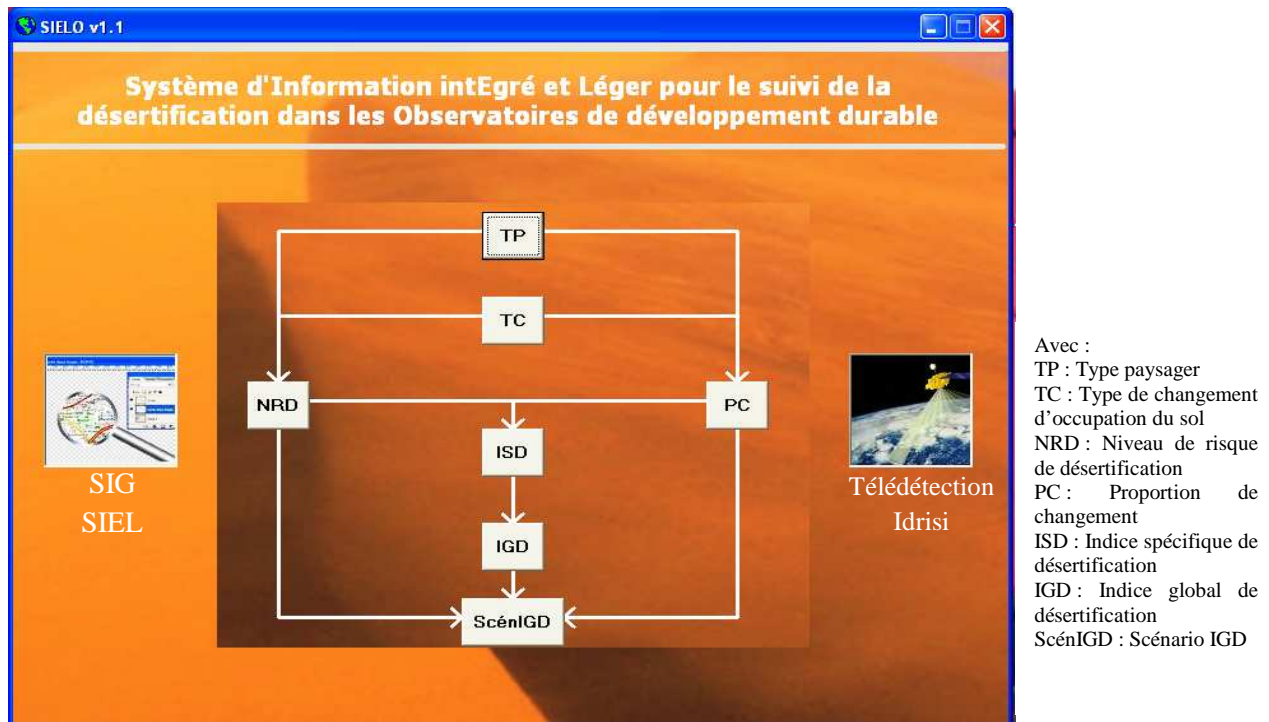 SIELO v1.1
Système d'Information intEgré et Léger pour le suivi de la
désertification dans les Observatoires de développement durable
TP
TC
NRD
PC
ISD
IGD
ScénIGD
SIG
SIEL
Télédétection
Idrisi
Avec :
TP : Type paysager
TC : Type de changement
d'occupation du sol
NRD : Niveau de risque
de désertification
PC : Proportion de
changement
ISD : Indice spécifique de
désertification
IGD : Indice global de
désertification
ScénIGD : Scénario IGD